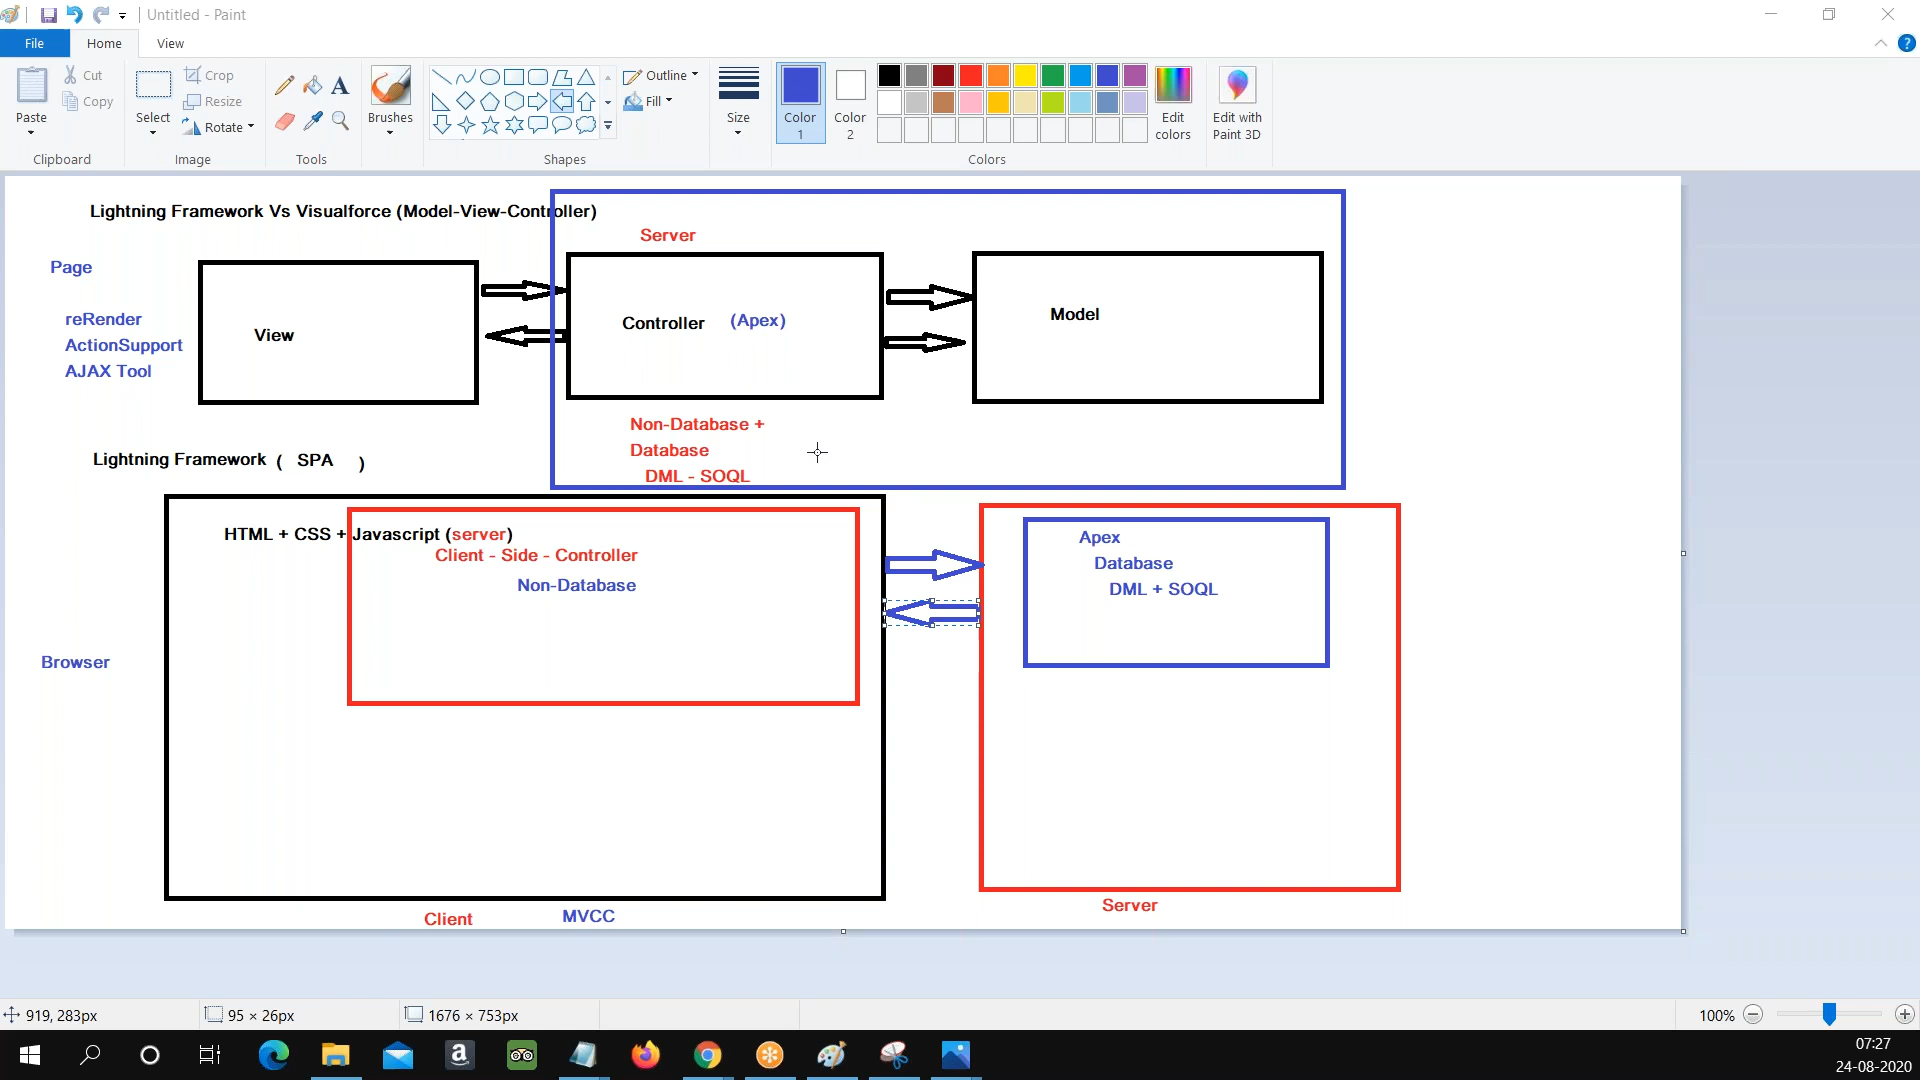 Untitled - Paint
File
Home
View
Cut
Copy
Paste
Clipboard
Select
Crop
Resize
Rotate
Image
Tools
Brushes
Outline
Fill
Shapes
Size
Color
1
Color
2
Edit
colors
Edit with
Paint 3D
Colors
Lightning Framework Vs Visualforce (Model-View-Controller)
Server
Page
reRender
ActionSupport
AJAX Tool
View
Controller (Apex)
Model
Non-Database +
Database
DML - SOQL
Lightning Framework ( SPA )
HTML + CSS + Javascript (server)
Client - Side - Controller
Non-Database
Apex
Database
DML + SOQL
Browser
Client
MVCC
Server
919, 283px
95 × 26px
1676 × 753px
100%
07:27
24-08-2020